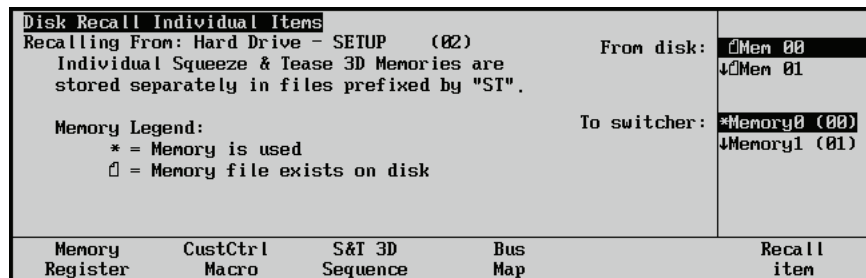 Disk Recall Individual Items
Recalling From: Hard Drive - SETUP (02)
Individual Squeeze & Tease 3D Memories are
stored separately in files prefixed by "ST".
Memory Legend:
* = Memory is used
= Memory file exists on disk
From disk: Mem 00
↓Mem 01
To switcher: *Memory0 (00)
↓Memory1 (01)
Memory Register
CustCtrl Macro
S&T 3D Sequence
Bus Map
Recall item